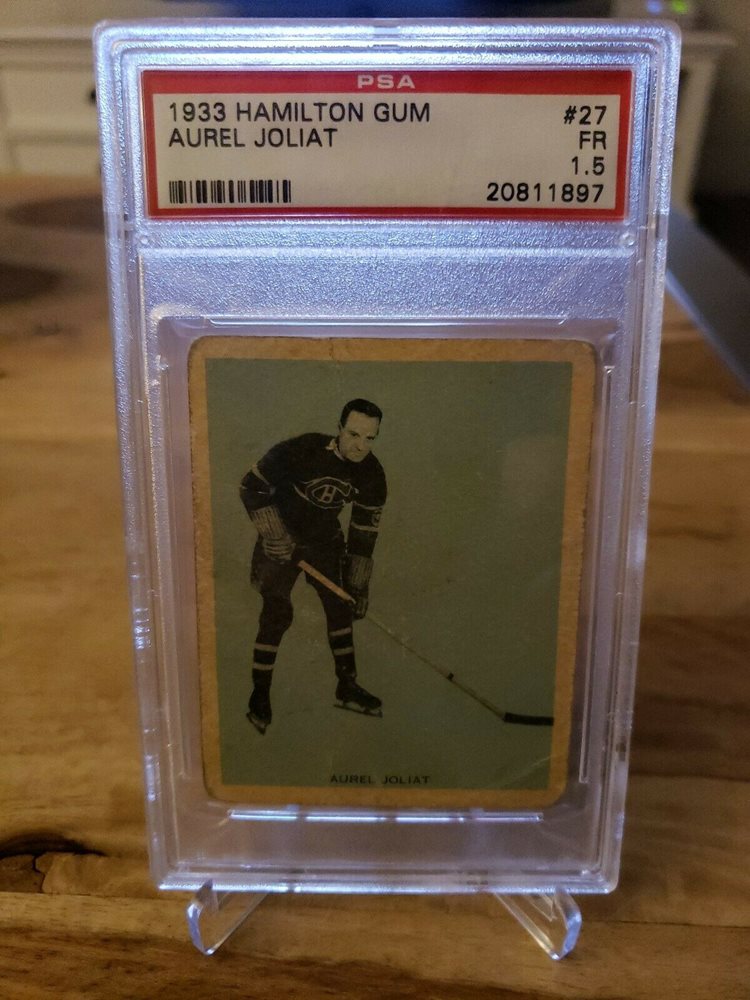 PSA
1933 HAMILTON GUM #27
AUREL JOLIAT FR
1.5
20811897
H
AUREL JOLIAT